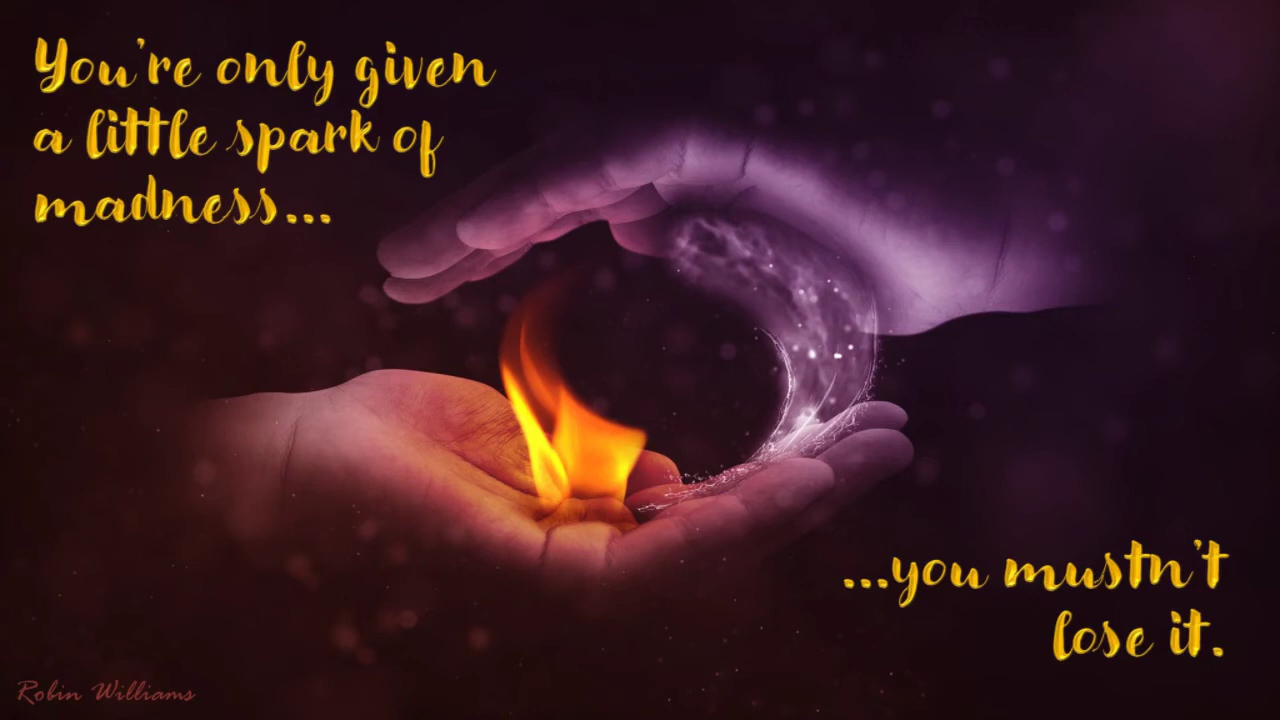 You're only given
a little spark of
madness...
...you mustn't
lose it.
Robin Williams